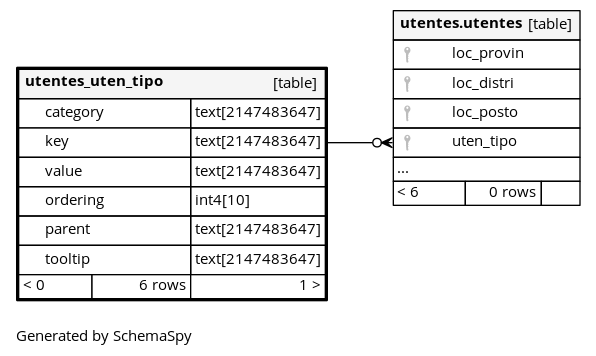 utentes.utentes [table]
loc_provin
loc_distri
loc_posto
uten_tipo
...
< 6 0 rows
utentes_uten_tipo [table]
category text[2147483647]
key text[2147483647]
value text[2147483647]
ordering int4[10]
parent text[2147483647]
tooltip text[2147483647]
< 0 6 rows 1 >
Generated by SchemaSpy